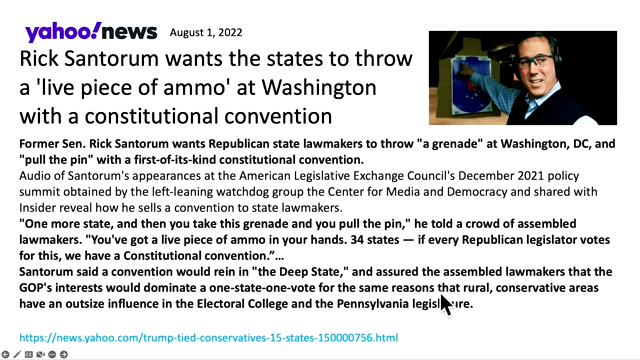 yahoo!news August 1, 2022
Rick Santorum wants the states to throw
a 'live piece of ammo' at Washington
with a constitutional convention
Former Sen. Rick Santorum wants Republican state lawmakers to throw "a grenade" at Washington, DC, and
"pull the pin" with a first-of-its-kind constitutional convention.
Audio of Santorum's appearances at the American Legislative Exchange Council's December 2021 policy
summit obtained by the left-leaning watchdog group the Center for Media and Democracy and shared with
Insider reveal how he sells a convention to state lawmakers.
"One more state, and then you take this grenade and you pull the pin," he told a crowd of assembled
lawmakers. "You've got a live piece of ammo in your hands. 34 states — if every Republican legislator votes
for this, we have a Constitutional convention.”…
Santorum said a convention would rein in "the Deep State," and assured the assembled lawmakers that the
GOP's interests would dominate a one-state-one-vote for the same reasons that rural, conservative areas
have an outsize influence in the Electoral College and the Pennsylvania legislature.
https://news.yahoo.com/trump-tied-conservatives-15-states-150000756.html